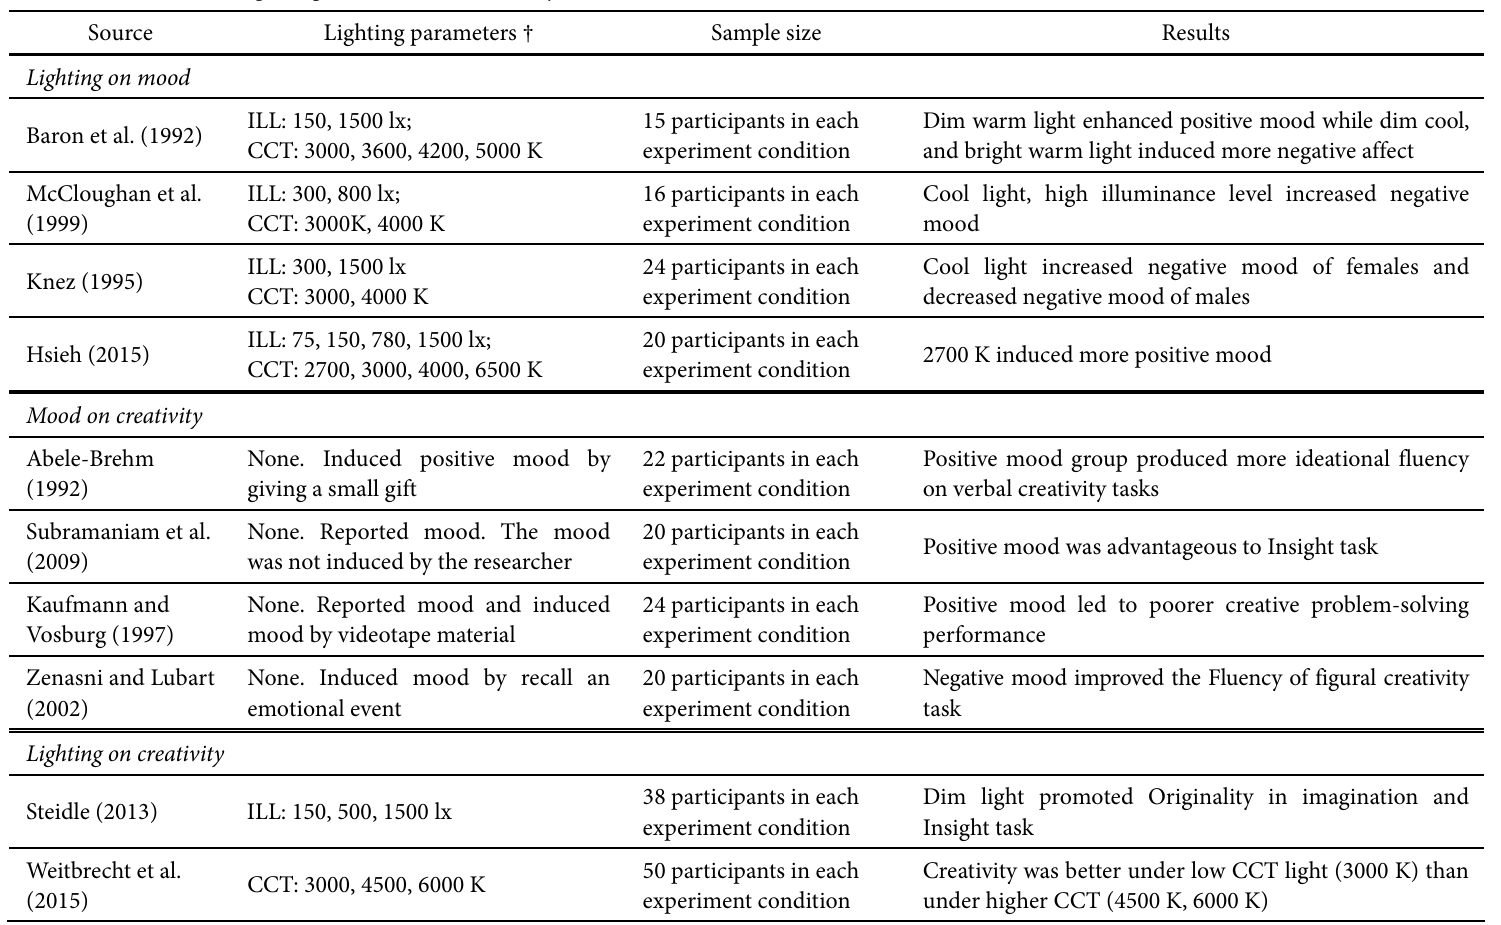 Source Lighting parameters † Sample size Results
Lighting on mood
Baron et al. (1992)
ILL: 150, 1500 lx;
CCT: 3000, 3600, 4200, 5000 K
15 participants in each
experiment condition
Dim warm light enhanced positive mood while dim cool,
and bright warm light induced more negative affect
McCloughan et al.
(1999)
ILL: 300, 800 lx;
CCT: 3000K, 4000 K
16 participants in each
experiment condition
Cool light, high illuminance level increased negative
mood
Knez (1995)
ILL: 300, 1500 lx
CCT: 3000, 4000 K
24 participants in each
experiment condition
Cool light increased negative mood of females and
decreased negative mood of males
Hsieh (2015)
ILL: 75, 150, 780, 1500 lx;
CCT: 2700, 3000, 4000, 6500 K
20 participants in each
experiment condition
2700 K induced more positive mood
Mood on creativity
Abele-Brehm
(1992)
None. Induced positive mood by
giving a small gift
22 participants in each
experiment condition
Positive mood group produced more ideational fluency
on verbal creativity tasks
Subramaniam et al.
(2009)
None. Reported mood. The mood
was not induced by the researcher
20 participants in each
experiment condition
Positive mood was advantageous to Insight task
Kaufmann and
Vosburg (1997)
None. Reported mood and induced
mood by videotape material
24 participants in each
experiment condition
Positive mood led to poorer creative problem-solving
performance
Zenasni and Lubart
(2002)
None. Induced mood by recall an
emotional event
20 participants in each
experiment condition
Negative mood improved the Fluency of figural creativity
task
Lighting on creativity
Steidle (2013)
ILL: 150, 500, 1500 lx
38 participants in each
experiment condition
Dim light promoted Originality in imagination and
Insight task
Weitbrecht et al.
(2015)
CCT: 3000, 4500, 6000 K
50 participants in each
experiment condition
Creativity was better under low CCT light (3000 K) than
under higher CCT (4500 K, 6000 K)